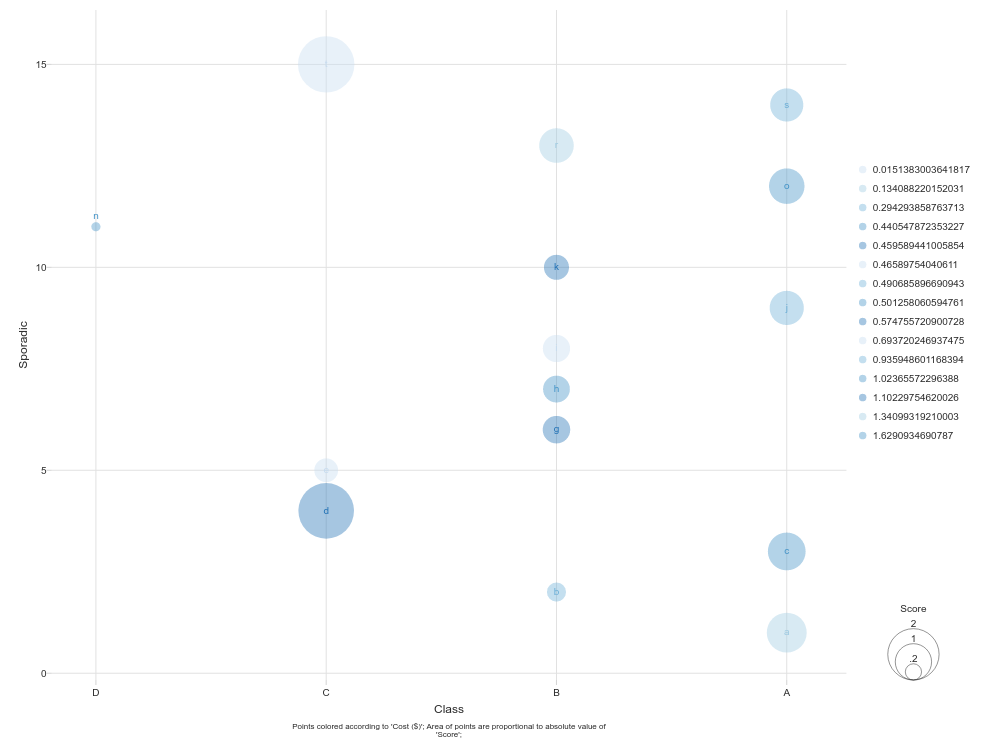 15
10
5
0
Sporadic
D
C
B
A
Class
s
r
o
n
k
j
h
g
e
d
c
b
a
0.0151383003641817
0.134088220152031
0.294293858763713
0.440547872353227
0.459589441005854
0.46589754040611
0.490685896690943
0.501258060594761
0.574755720900728
0.693720246937475
0.935948601168394
1.02365572296388
1.10229754620026
1.34099319210003
1.6290934690787
Score
2
1
.2
Points colored according to 'Cost ($)'; Area of points are proportional to absolute value of
'Score';